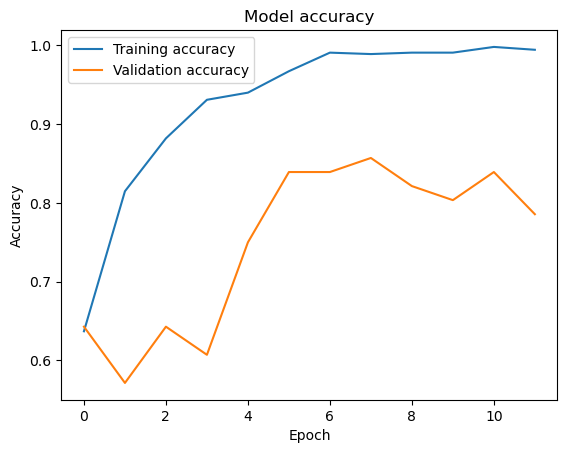 Model accuracy
Training accuracy
Validation accuracy
1.0
0.9
0.8
0.7
0.6
Accuracy
0 2 4 6 8 10
Epoch